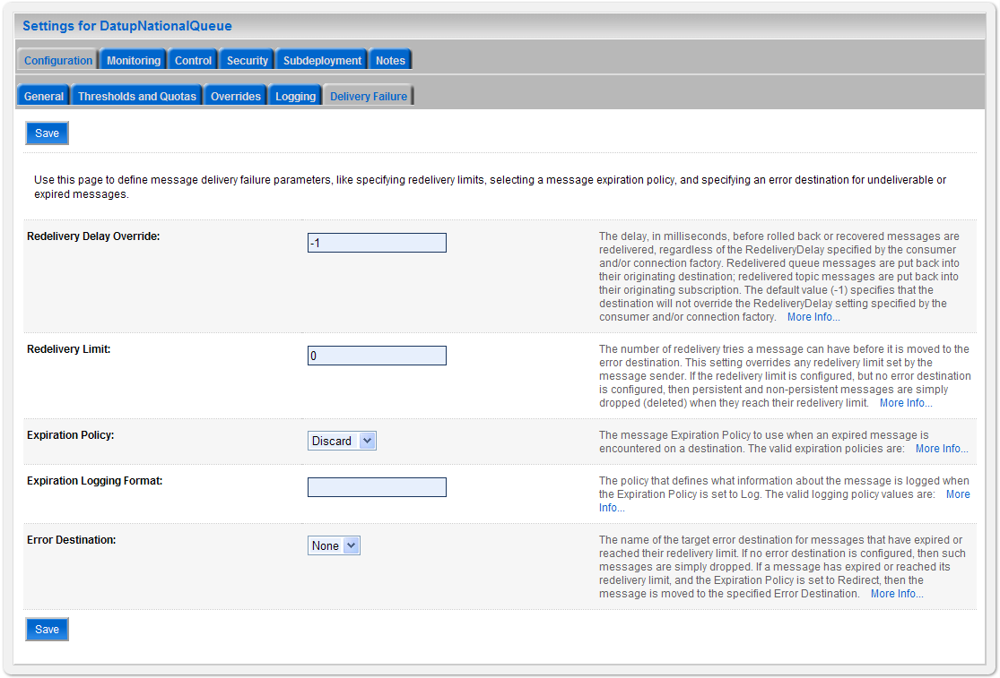 Settings for DatupNationalQueue
Configuration Monitoring Control Security Subdeployment Notes
General Thresholds and Quotas Overrides Logging Delivery Failure
Save
Use this page to define message delivery failure parameters, like specifying redelivery limits, selecting a message expiration policy, and specifying an error destination for undeliverable or
expired messages.
Redelivery Delay Override:
-1
The delay, in milliseconds, before rolled back or recovered messages are
redelivered, regardless of the RedeliveryDelay specified by the consumer
and/or connection factory. Redelivered queue messages are put back into
their originating destination; redelivered topic messages are put back into
their originating subscription. The default value (-1) specifies that the
destination will not override the RedeliveryDelay setting specified by the
consumer and/or connection factory. More Info...
Redelivery Limit:
0
The number of redelivery tries a message can have before it is moved to the
error destination. This setting overrides any redelivery limit set by the
message sender. If the redelivery limit is configured, but no error destination
is configured, then persistent and non-persistent messages are simply
dropped (deleted) when they reach their redelivery limit. More Info...
Expiration Policy:
Discard
The message Expiration Policy to use when an expired message is
encountered on a destination. The valid expiration policies are: More Info...
Expiration Logging Format:
The policy that defines what information about the message is logged when
the Expiration Policy is set to Log. The valid logging policy values are: More
Info...
Error Destination:
None
The name of the target error destination for messages that have expired or
reached their redelivery limit. If no error destination is configured, then such
messages are simply dropped. If a message has expired or reached its
redelivery limit, and the Expiration Policy is set to Redirect, then the
message is moved to the specified Error Destination. More Info...
Save